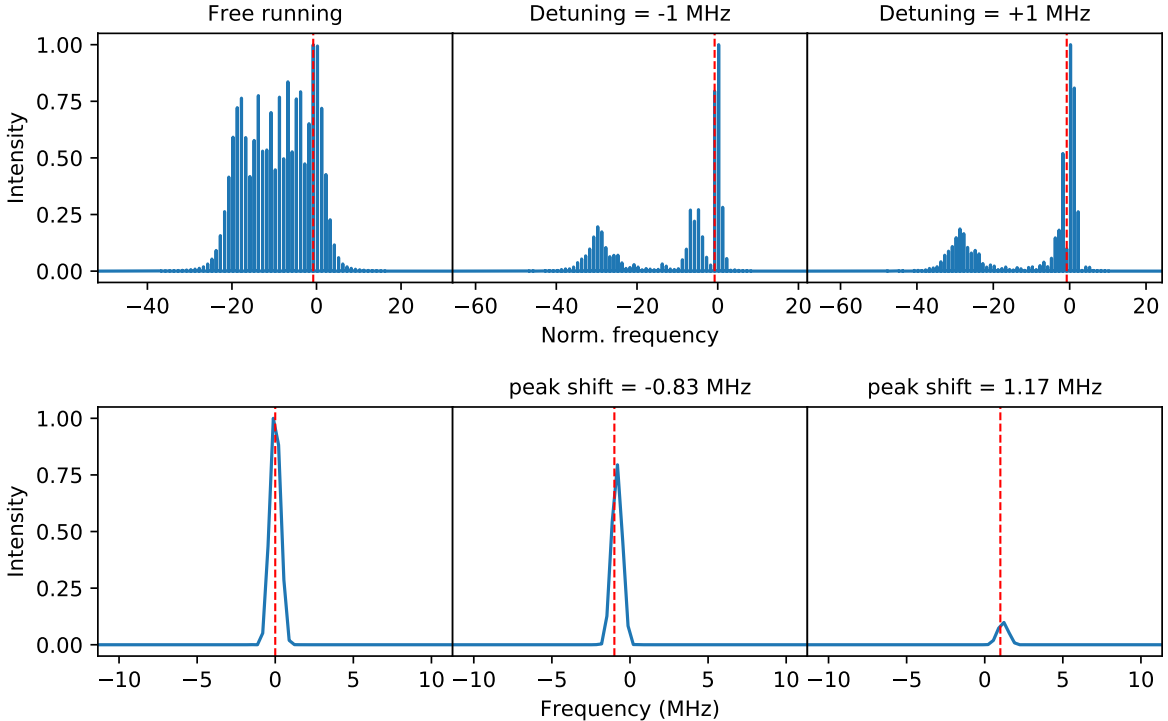 Free running Detuning = -1 MHz Detuning = +1 MHz
1.00
0.75
0.50
0.25
0.00
Intensity
−40 −20 0 20 −60 −40 −20 0 20 −60 −40 −20 0 20
Norm. frequency
peak shift = -0.83 MHz peak shift = 1.17 MHz
1.00
0.75
0.50
0.25
0.00
Intensity
−10 −5 0 5 10 −10 −5 0 5 10 −10 −5 0 5 10
Frequency (MHz)